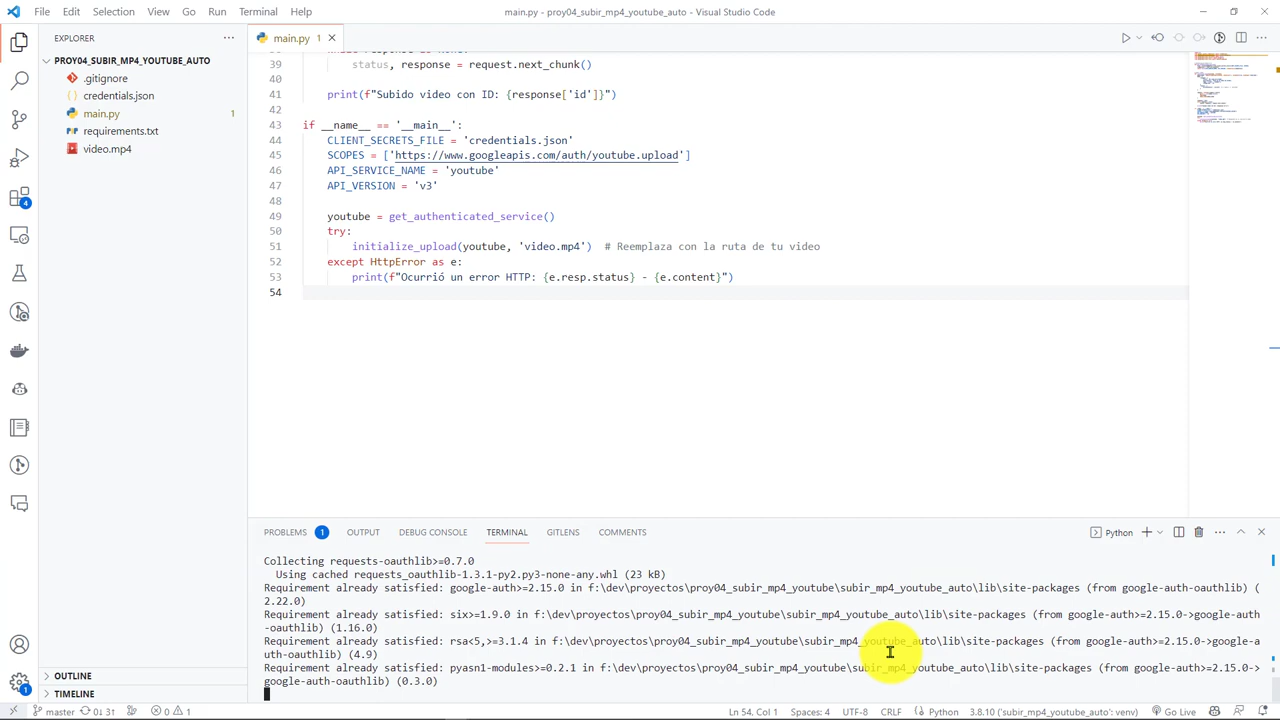 File Edit Selection View Go Run Terminal Help
main.py - proy04_subir_mp4_youtube_auto - Visual Studio Code
EXPLORER
PROY04_SUBIR_MP4_YOUTUBE_AUTO
.gitignore
credentials.json
main.py 1
requirements.txt
video.mp4
OUTLINE
TIMELINE
4
1
main.py 1
39 status, response =
40
41 print(f"Subido video con ID:
42
43 if __name__ == '__main__':
44 CLIENT_SECRETS_FILE = 'credentials.json'
45 SCOPES = ['https://www.googleapis.com/auth/youtube.upload']
46 API_SERVICE_NAME = 'youtube'
47 API_VERSION = 'v3'
48
49 youtube = get_authenticated_service()
50 try:
51 initialize_upload(youtube, 'video.mp4') # Reemplaza con la ruta de tu video
52 except HttpError as e:
53 print(f"Ocurrió un error HTTP: {e.resp.status} - {e.content}")
54
PROBLEMS 1 OUTPUT DEBUG CONSOLE TERMINAL GITLENS COMMENTS
Python
Collecting requests-oauthlib>=0.7.0
Using cached requests_oauthlib-1.3.1-py2.py3-none-any.whl (23 kB)
Requirement already satisfied: google-auth>=2.15.0 in f:\dev\proyectos\proy04_subir_mp4_youtube\subir_mp4_youtube_auto\lib\site-packages (from google-auth-oauthlib) (
2.22.0)
Requirement already satisfied: six>=1.9.0 in f:\dev\proyectos\proy04_subir_mp4_youtube\subir_mp4_youtube_auto\lib\site-packages (from google-auth>=2.15.0->google-auth
-oauthlib) (1.16.0)
Requirement already satisfied: rsa<5,>=3.1.4 in f:\dev\proyectos\proy04_subir_mp4_youtube\subir_mp4_youtube_auto\lib\site-packages (from google-auth>=2.15.0->google-a
uth-oauthlib) (4.9)
Requirement already satisfied: pyasn1-modules>=0.2.1 in f:\dev\proyectos\proy04_subir_mp4_youtube\subir_mp4_youtube_auto\lib\site-packages (from google-auth>=2.15.0->
google-auth-oauthlib) (0.3.0)
master 0↓ 3↑ 0 1 Ln 54, Col 1 Spaces: 4 UTF-8 CRLF Python 3.8.10 ('subir_mp4_youtube_auto': venv) Go Live